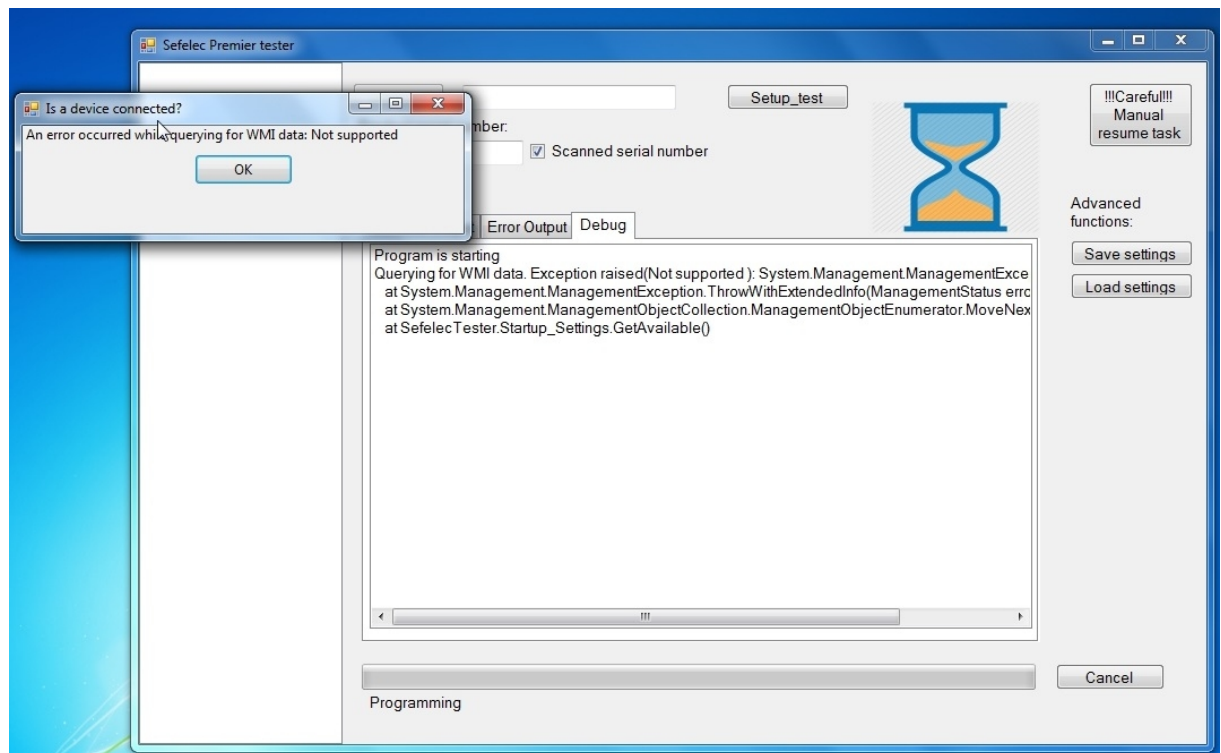 Sefelec Premier tester
Is a device connected?
An error occurred while querying for WMI data: Not supported
OK
Setup_test
Scanned serial number
!!!Careful!!!
Manual
resume task
Advanced
functions:
Save settings
Load settings
Error Output
Debug
Program is starting
Querying for WMI data. Exception raised(Not supported ): System.Management.ManagementExce
at System.Management.ManagementException.ThrowWithExtendedInfo(ManagementStatus errc
at System.Management.ManagementObjectCollection.ManagementObjectEnumerator.MoveNex
at SefelecTester.Startup_Settings.GetAvailable()
Cancel
Programming